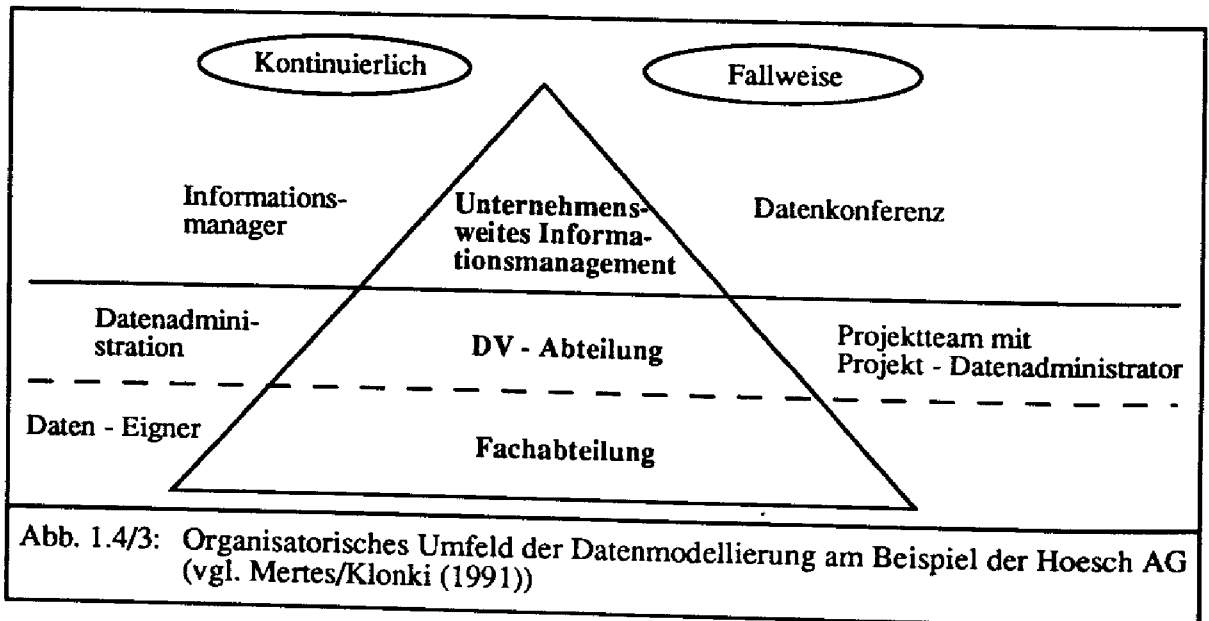 Kontinuierlich
Fallweise
Informations-
manager
Unternehmens-
weites Informa-
tionsmanagement
Datenkonferenz
Datenadmini-
stration
DV - Abteilung
Projektteam mit
Projekt - Datenadministrator
Daten - Eigner
Fachabteilung
Abb. 1.4/3: Organisatorisches Umfeld der Datenmodellierung am Beispiel der Hoesch AG
(vgl. Mertes/Klonki (1991))